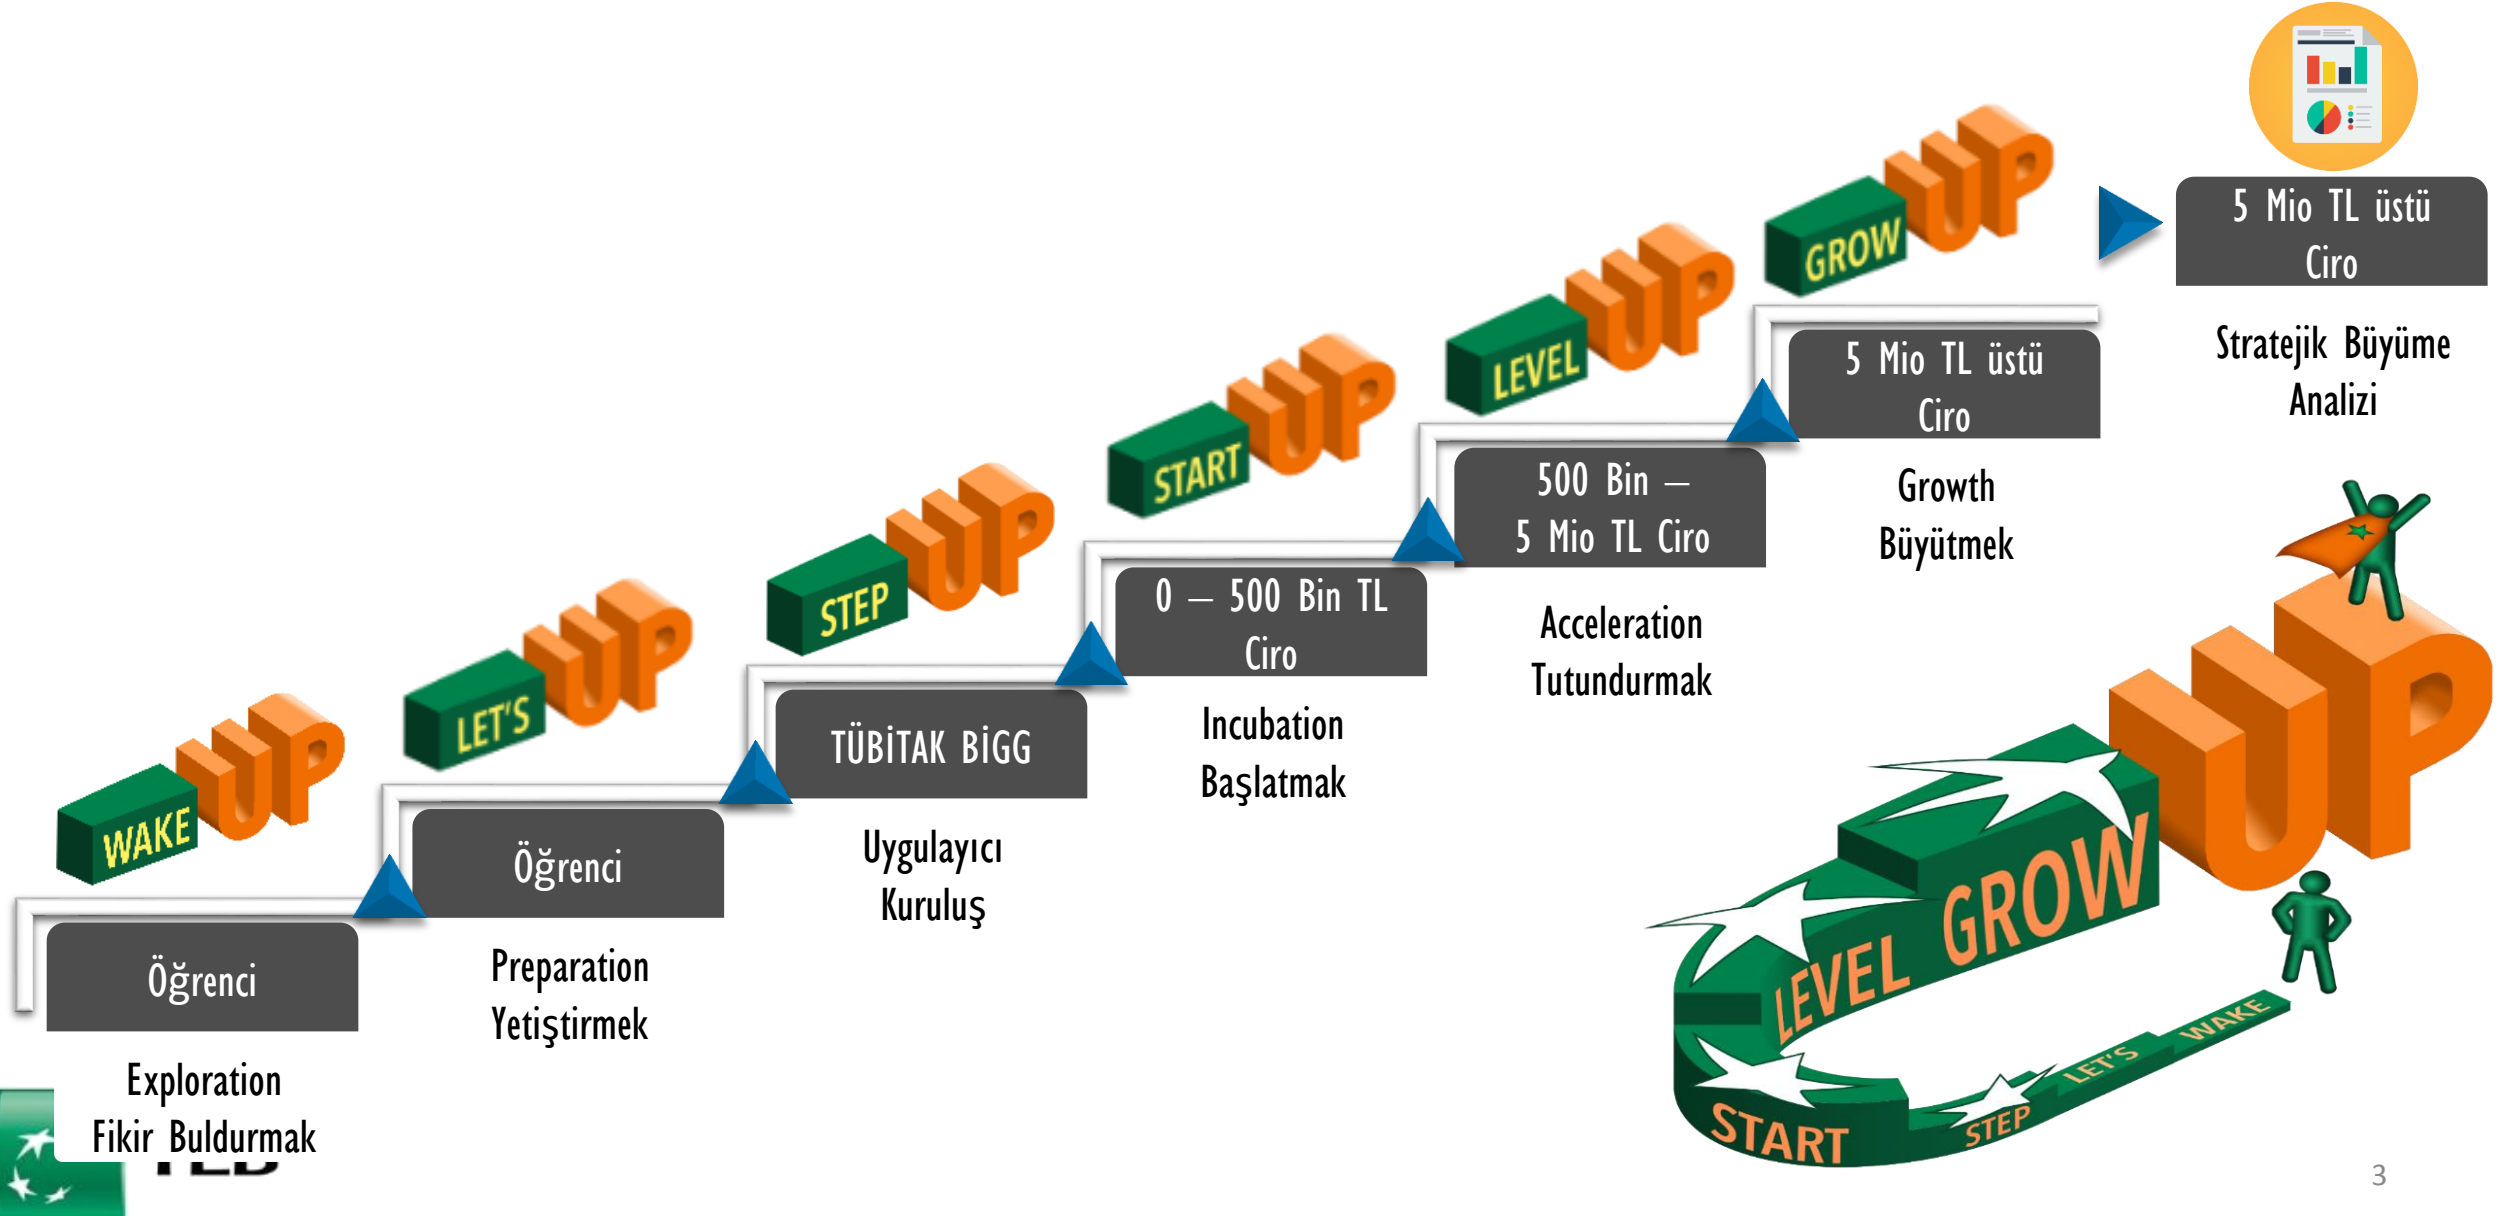 WAKE UP
Öğrenci
Exploration
Fikir Buldurmak
LET'S UP
Öğrenci
Preparation
Yetiştirmek
STEP UP
TÜBİTAK BİGG
Uygulayıcı
Kuruluş
START UP
0 – 500 Bin TL
Ciro
Incubation
Başlatmak
LEVEL UP
500 Bin –
5 Mio TL Ciro
Acceleration
Tutundurmak
GROW UP
5 Mio TL üstü
Ciro
Growth
Büyütmek
5 Mio TL üstü
Ciro
Stratejik Büyüme
Analizi
WAKE
LET'S
STEP
START
LEVEL
GROW
UP
3